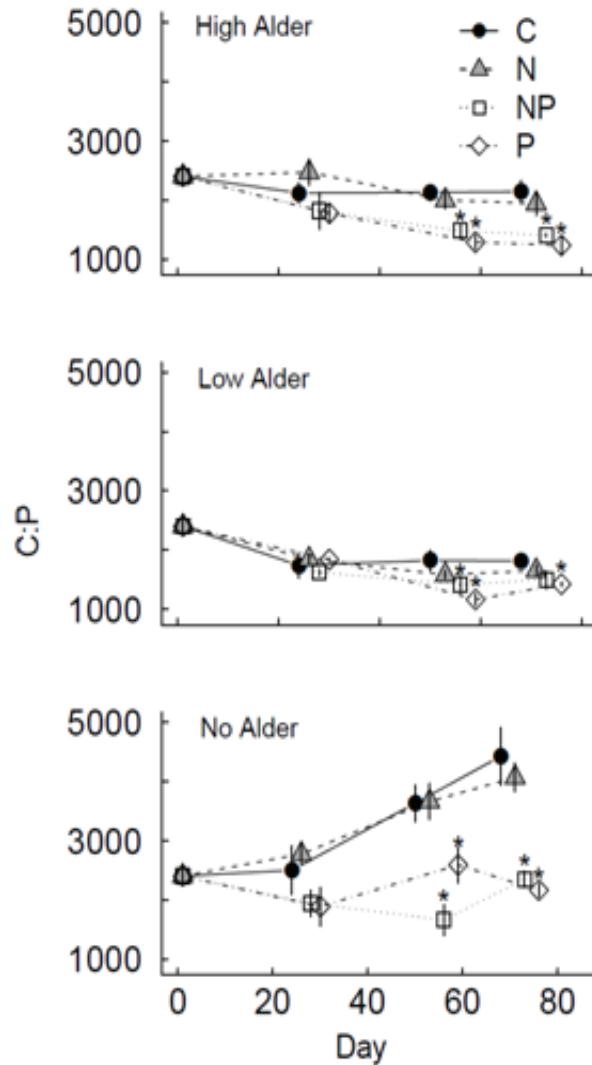 5000
High Alder
C
N
NP
P
3000
* * * *
1000
5000
Low Alder
3000
* * *
1000
C:P
5000
No Alder
3000
* * * *
1000
0 20 40 60 80
Day